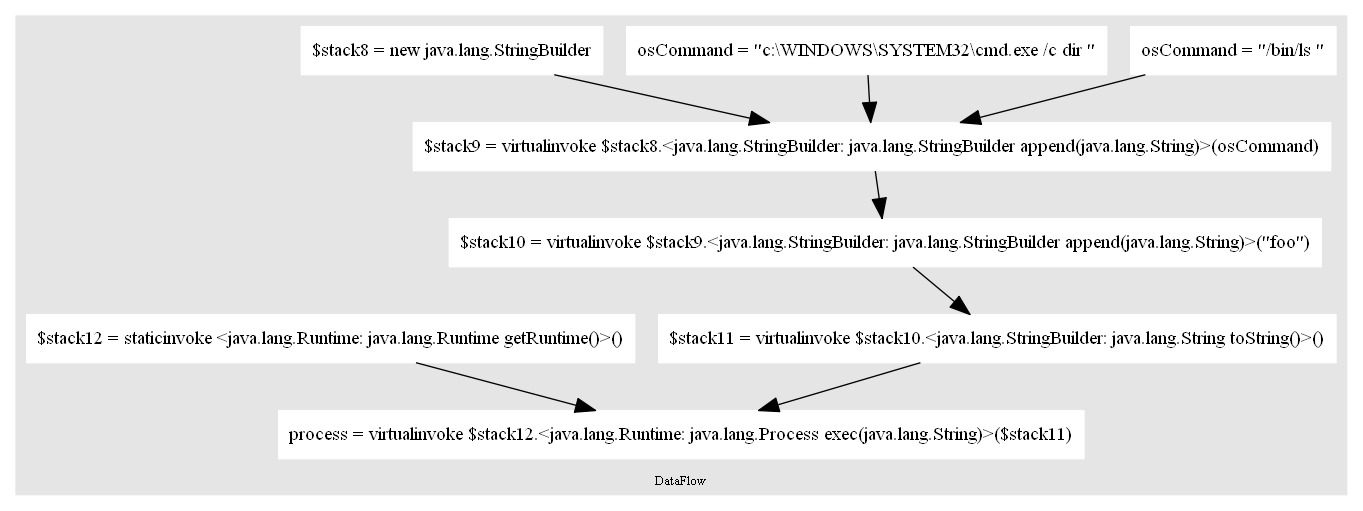 $stack8 = new java.lang.StringBuilder
osCommand = "c:\WINDOWS\SYSTEM32\cmd.exe /c dir "
osCommand = "/bin/ls "
$stack9 = virtualinvoke $stack8.<java.lang.StringBuilder: java.lang.StringBuilder append(java.lang.String)>(osCommand)
$stack10 = virtualinvoke $stack9.<java.lang.StringBuilder: java.lang.StringBuilder append(java.lang.String)>("foo")
$stack12 = staticinvoke <java.lang.Runtime: java.lang.Runtime getRuntime()>()
$stack11 = virtualinvoke $stack10.<java.lang.StringBuilder: java.lang.String toString()>()
process = virtualinvoke $stack12.<java.lang.Runtime: java.lang.Process exec(java.lang.String)>($stack11)
DataFlow